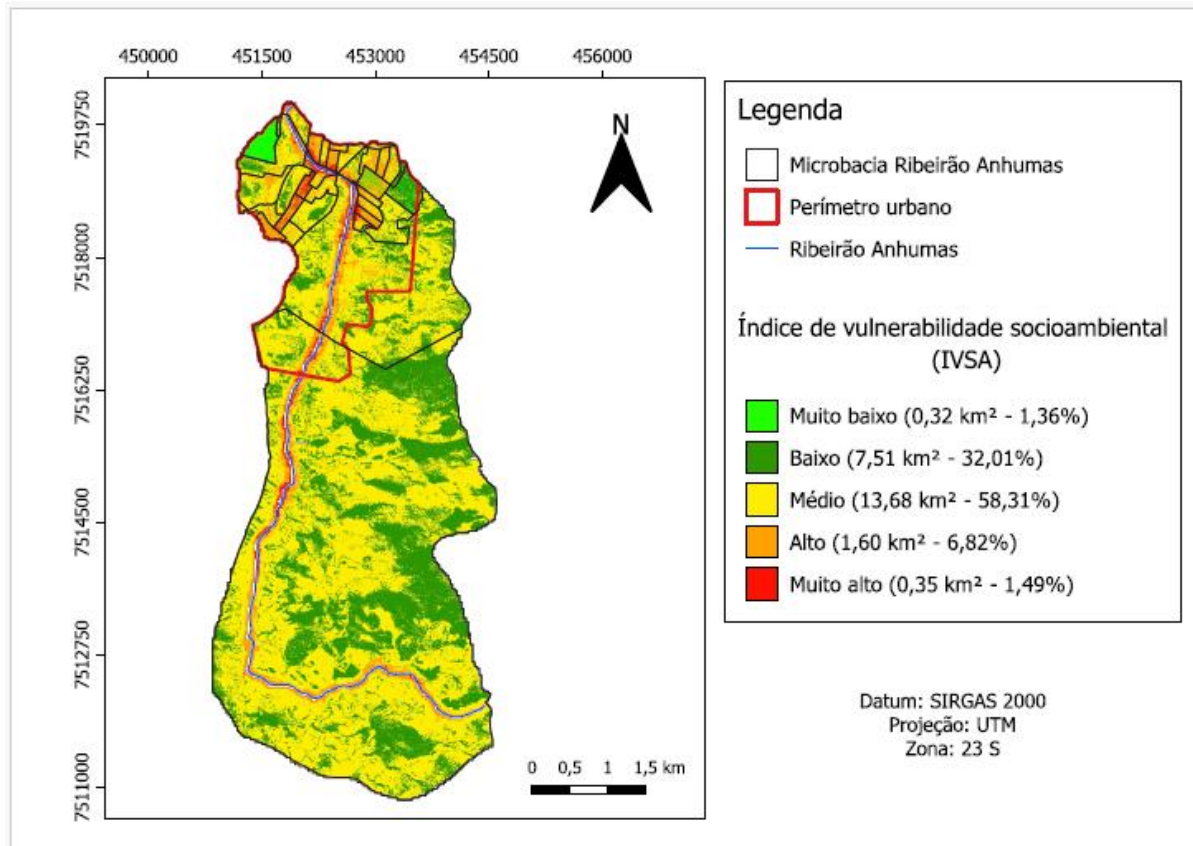 450000 451500 453000 454500 456000
7519750
7518000
7516250
7514500
7512750
7511000
N
0 0,5 1 1,5 km
Legenda
Microbacia Ribeirão Anhumas
Perímetro urbano
Ribeirão Anhumas
Índice de vulnerabilidade socioambiental
(IVSA)
Muito baixo (0,32 km² - 1,36%)
Baixo (7,51 km² - 32,01%)
Médio (13,68 km² - 58,31%)
Alto (1,60 km² - 6,82%)
Muito alto (0,35 km² - 1,49%)
Datum: SIRGAS 2000
Projeção: UTM
Zona: 23 S